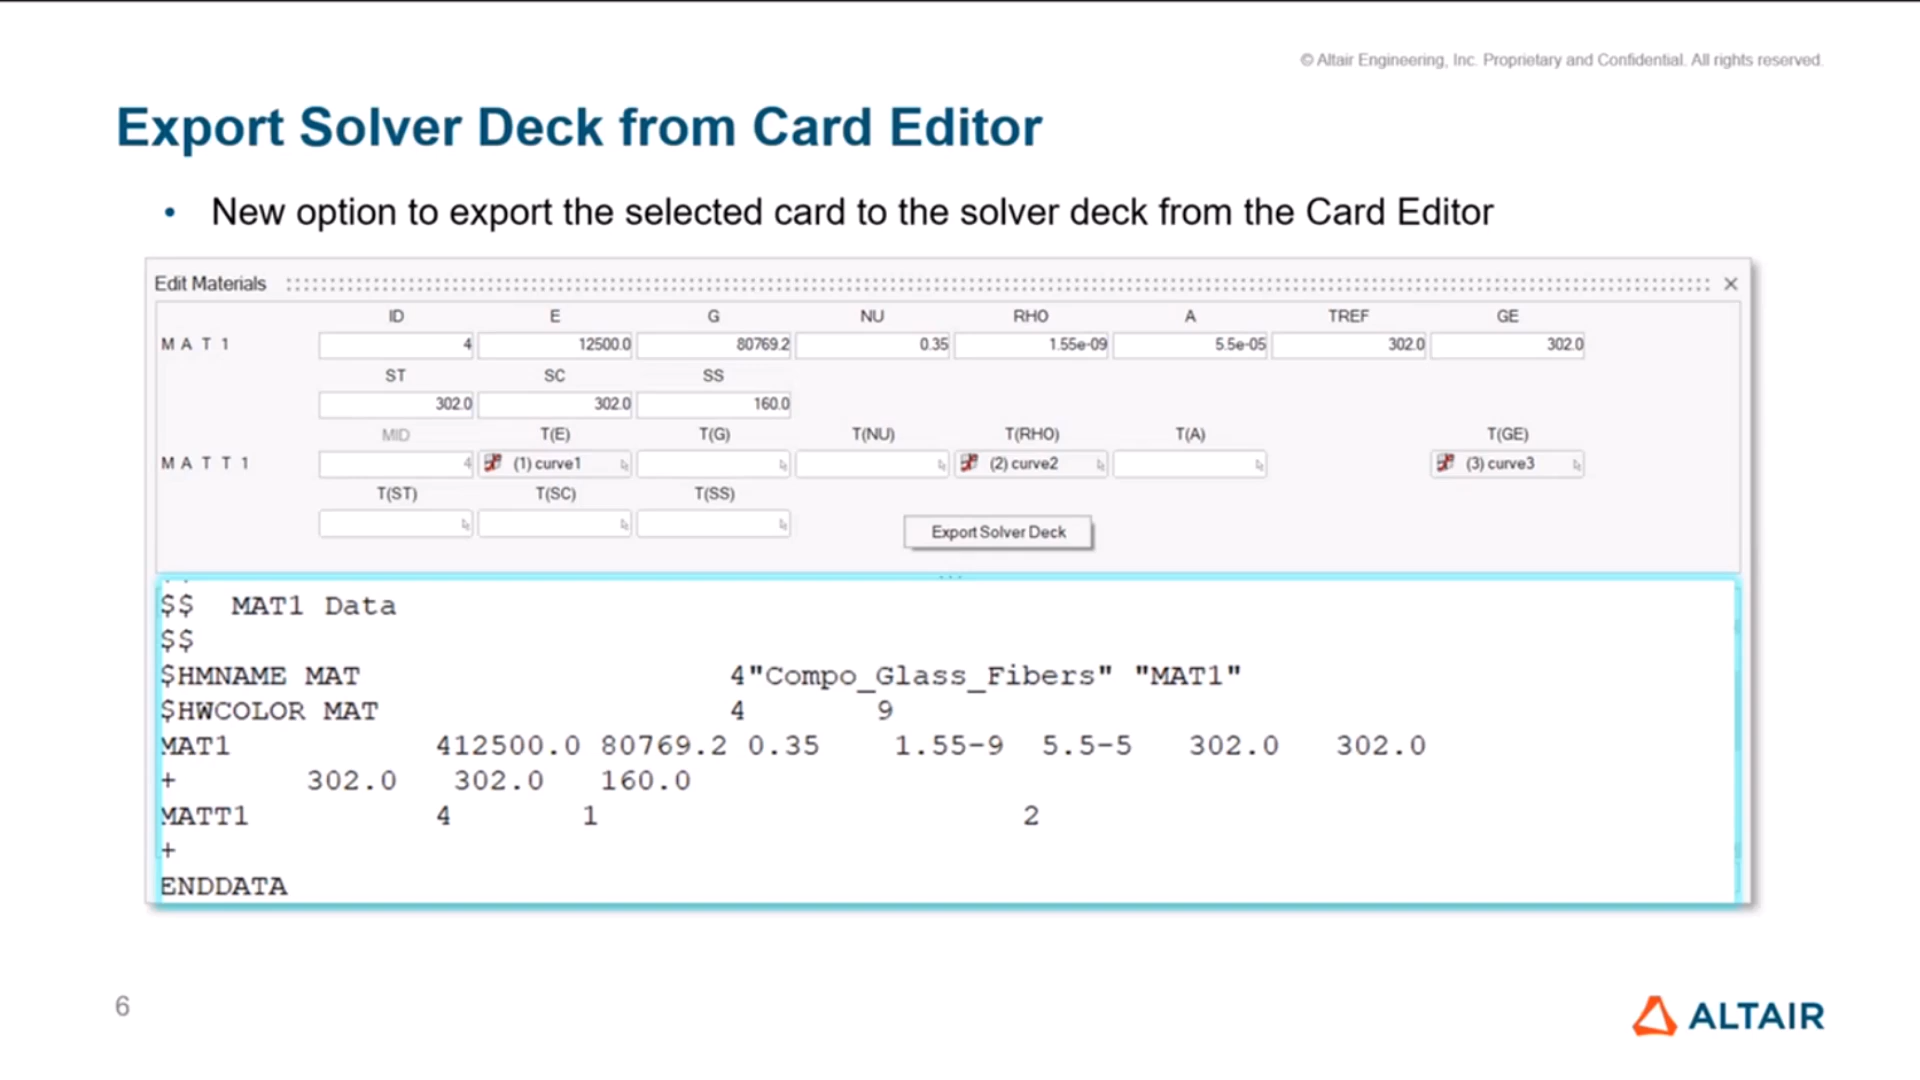 © Altair Engineering, Inc. Proprietary and Confidential. All rights reserved.
Export Solver Deck from Card Editor
• New option to export the selected card to the solver deck from the Card Editor
Edit Materials
ID E G NU RHO A TREF GE
MAT1 4 12500.0 80769.2 0.35 1.55e-09 5.5e-05 302.0 302.0
ST SC SS
302.0 302.0 160.0
MID T(E) T(G) T(NU) T(RHO) T(A) T(GE)
MATT1 4 (1) curve1 (2) curve2 (3) curve3
T(ST) T(SC) T(SS)
Export Solver Deck
$$ MAT1 Data
$$
$HMNAME MAT 4"Compo_Glass_Fibers" "MAT1"
$HWCOLOR MAT 4 9
MAT1 412500.0 80769.2 0.35 1.55-9 5.5-5 302.0 302.0
+ 302.0 302.0 160.0
MATT1 4 1 2
+
ENDDATA
6
ALTAIR